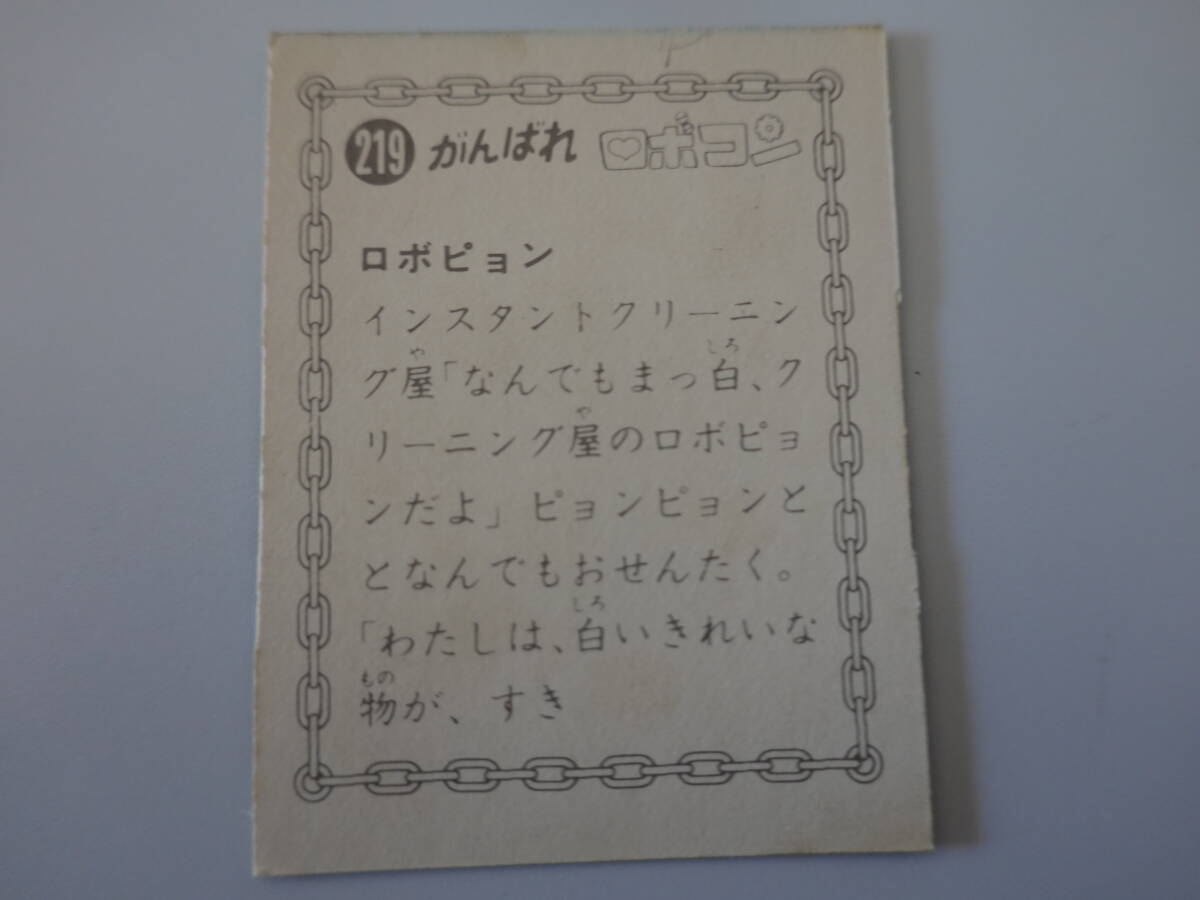 219 がんばれ ロボコン
ロボピョン
インスタントクリーニン
グ屋「なんでもまっ白、ク
リーニング屋のロボピョ
ンだよ」ピョンピョンと
となんでもおせんたく。
「わたしは、白いきれいな
物が、すき